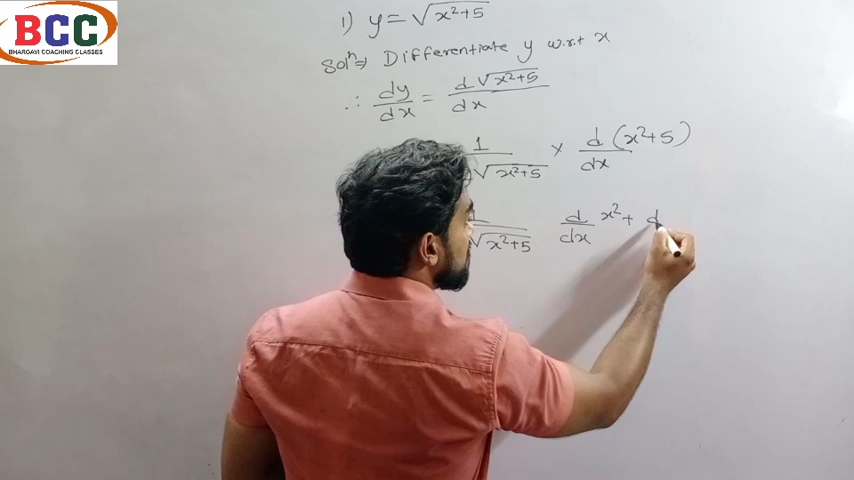 BCC
BHARGAVI COACHING CLASSES
1) y = √(x²+5)
Solⁿ⇒ Differentiate y w.r.t x
∴ dy/dx = d√(x²+5)/dx
1/√(x²+5) × d/dx (x²+5)
√(x²+5) d/dx x² + d